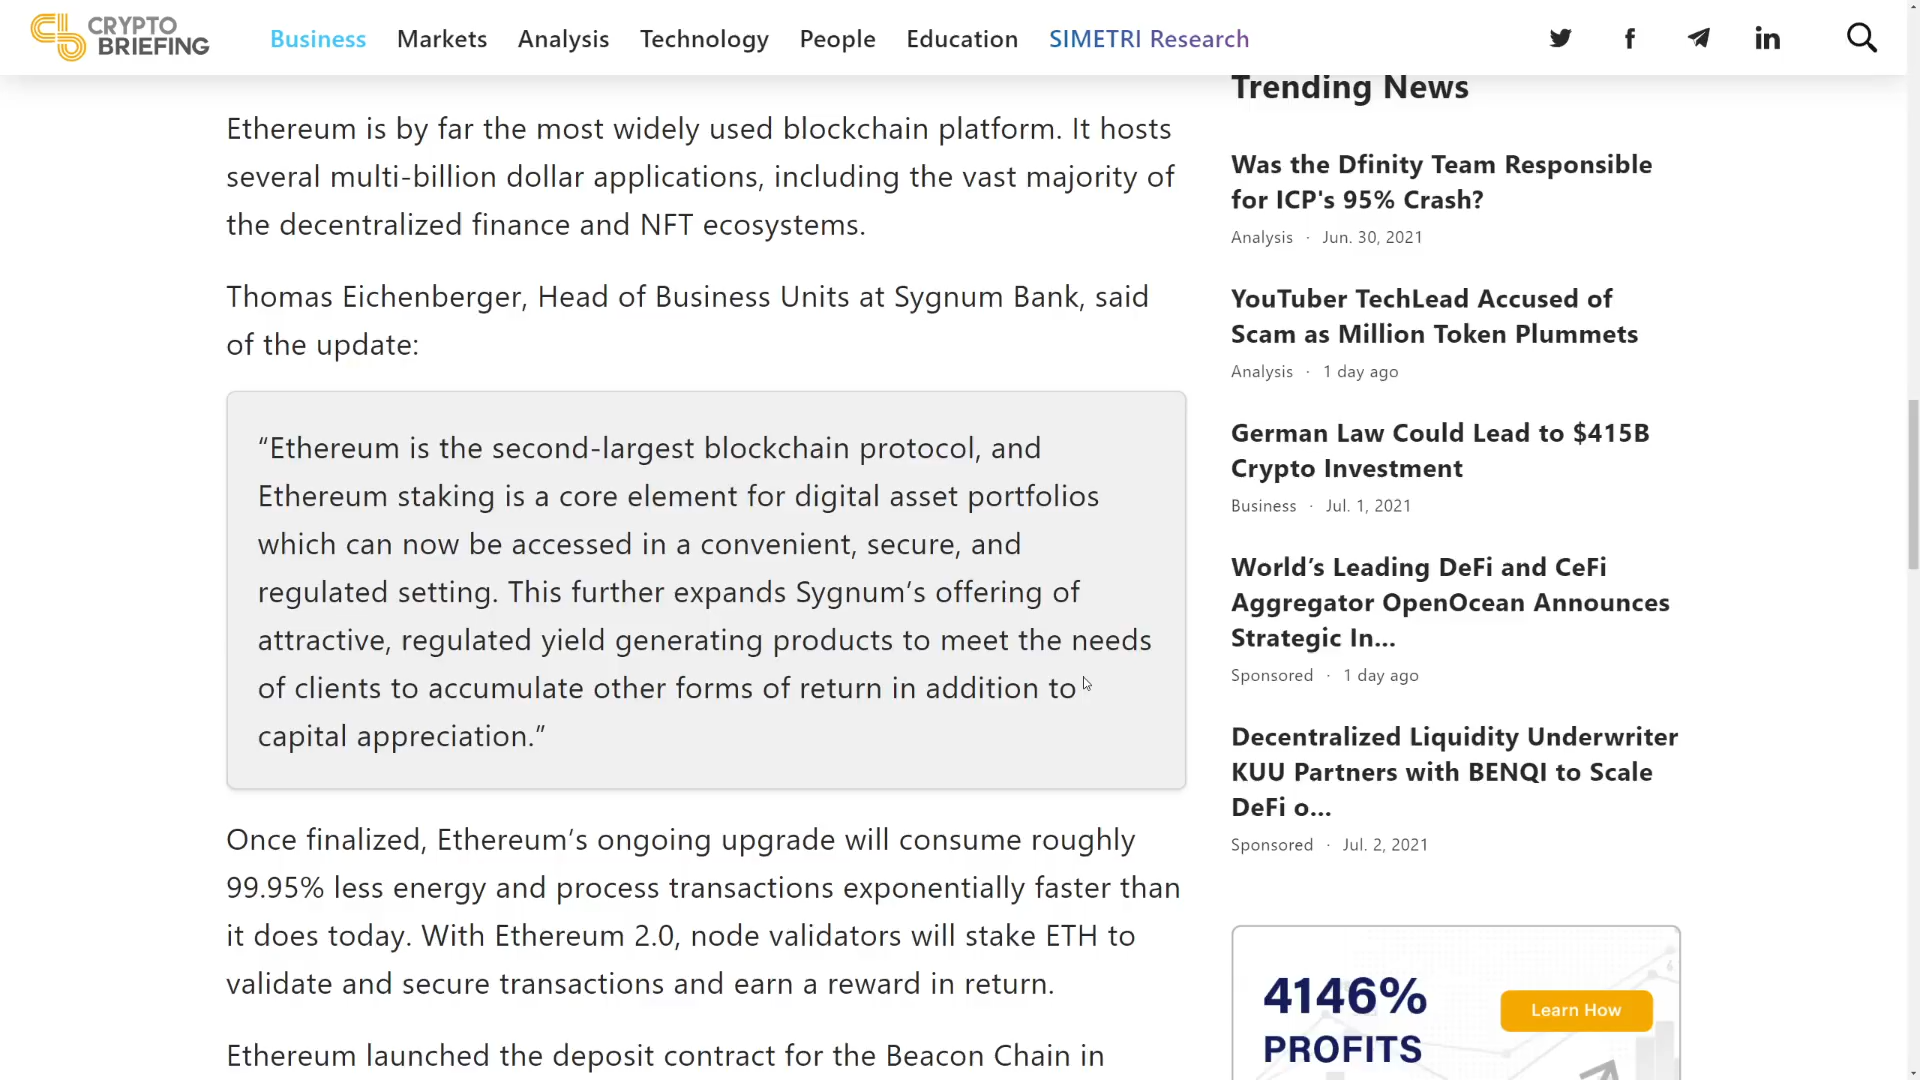 CRYPTO
BRIEFING
Business Markets Analysis Technology People Education SIMETRI Research
Ethereum is by far the most widely used blockchain platform. It hosts
several multi-billion dollar applications, including the vast majority of
the decentralized finance and NFT ecosystems.
Thomas Eichenberger, Head of Business Units at Sygnum Bank, said
of the update:
“Ethereum is the second-largest blockchain protocol, and
Ethereum staking is a core element for digital asset portfolios
which can now be accessed in a convenient, secure, and
regulated setting. This further expands Sygnum’s offering of
attractive, regulated yield generating products to meet the needs
of clients to accumulate other forms of return in addition to
capital appreciation.”
Once finalized, Ethereum’s ongoing upgrade will consume roughly
99.95% less energy and process transactions exponentially faster than
it does today. With Ethereum 2.0, node validators will stake ETH to
validate and secure transactions and earn a reward in return.
Ethereum launched the deposit contract for the Beacon Chain in
Trending News
Was the Dfinity Team Responsible
for ICP's 95% Crash?
Analysis · Jun. 30, 2021
YouTuber TechLead Accused of
Scam as Million Token Plummets
Analysis · 1 day ago
German Law Could Lead to $415B
Crypto Investment
Business · Jul. 1, 2021
World’s Leading DeFi and CeFi
Aggregator OpenOcean Announces
Strategic In...
Sponsored · 1 day ago
Decentralized Liquidity Underwriter
KUU Partners with BENQI to Scale
DeFi o...
Sponsored · Jul. 2, 2021
4146%
PROFITS
Learn How